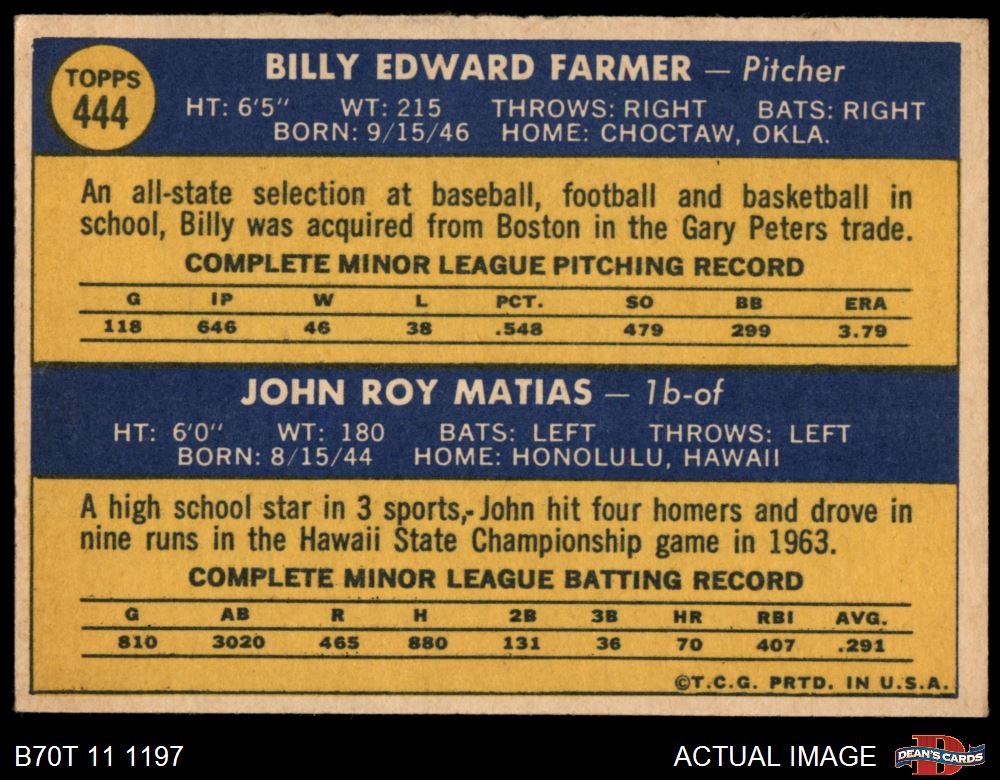 TOPPS
444
BILLY EDWARD FARMER — Pitcher
HT: 6'5" WT: 215 THROWS: RIGHT BATS: RIGHT
BORN: 9/15/46 HOME: CHOCTAW, OKLA.
An all-state selection at baseball, football and basketball in
school, Billy was acquired from Boston in the Gary Peters trade.
COMPLETE MINOR LEAGUE PITCHING RECORD
G IP W L PCT. SO BB ERA
118 646 46 38 .548 479 299 3.79
JOHN ROY MATIAS — 1b-of
HT: 6'0" WT: 180 BATS: LEFT THROWS: LEFT
BORN: 8/15/44 HOME: HONOLULU, HAWAII
A high school star in 3 sports,- John hit four homers and drove in
nine runs in the Hawaii State Championship game in 1963.
COMPLETE MINOR LEAGUE BATTING RECORD
G AB R H 2B 3B HR RBI AVG.
810 3020 465 880 131 36 70 407 .291
©T.C.G. PRTD. IN U.S.A.
B70T 11 1197
ACTUAL IMAGE
DEAN'S CARDS